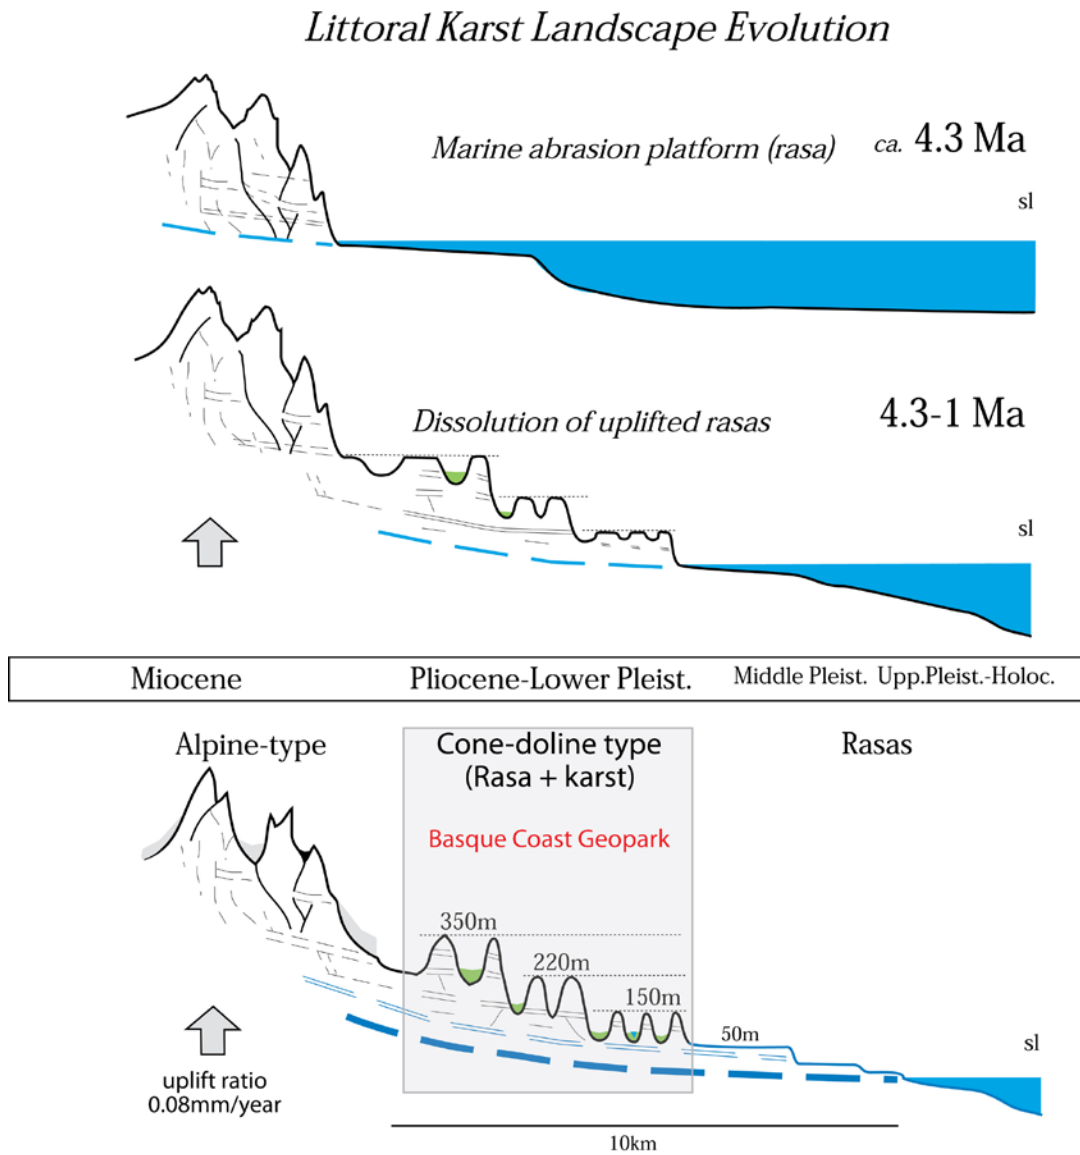 Littoral Karst Landscape Evolution
Marine abrasion platform (rasa) ca. 4.3 Ma
sl
Dissolution of uplifted rasas 4.3-1 Ma
sl
Miocene Pliocene-Lower Pleist. Middle Pleist. Upp.Pleist.-Holoc.
Alpine-type Cone-doline type Rasas
(Rasa + karst)
Basque Coast Geopark
350m
220m
150m
50m
sl
uplift ratio
0.08mm/year
10km